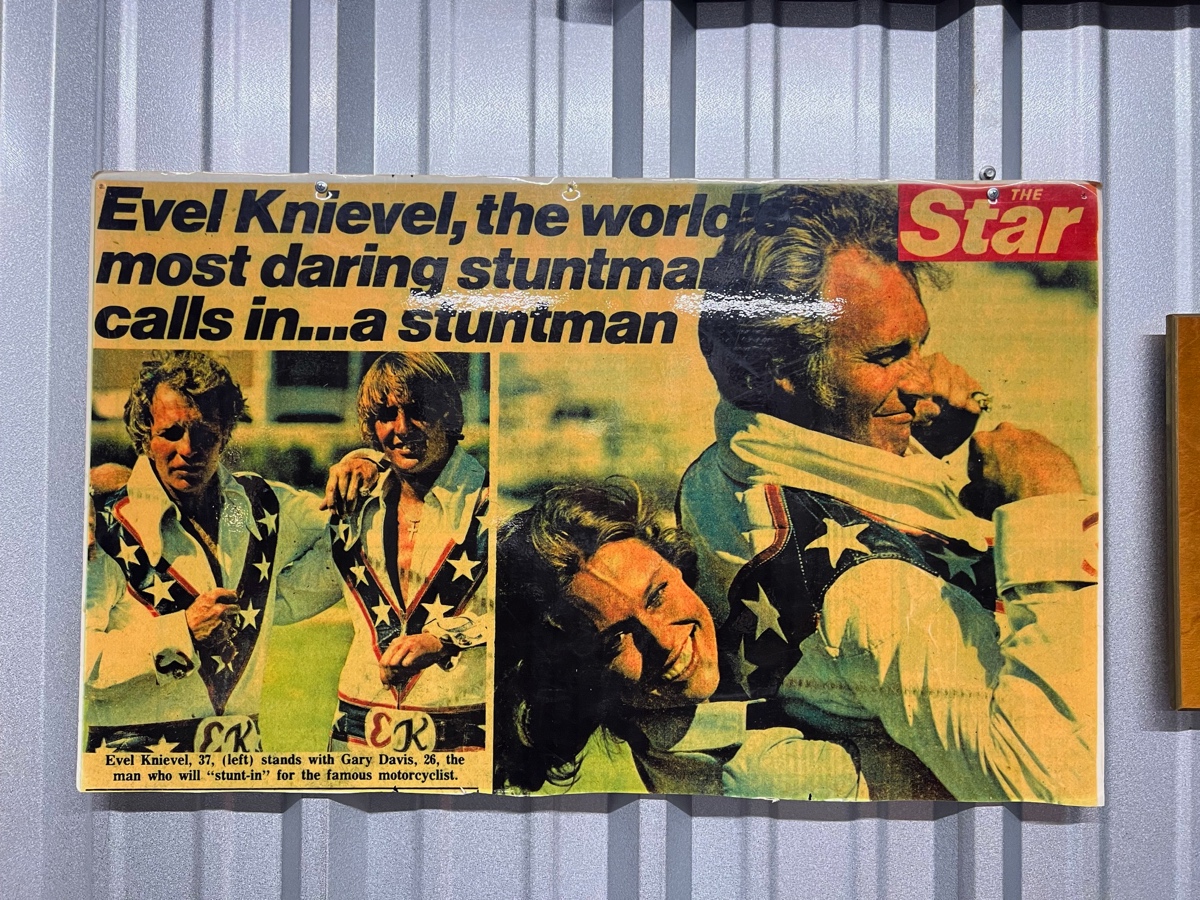 Evel Knievel, the world's
most daring stuntman
calls in...a stuntman
THE
Star
EK
EK
Evel Knievel, 37, (left) stands with Gary Davis, 26, the
man who will “stunt-in” for the famous motorcyclist.